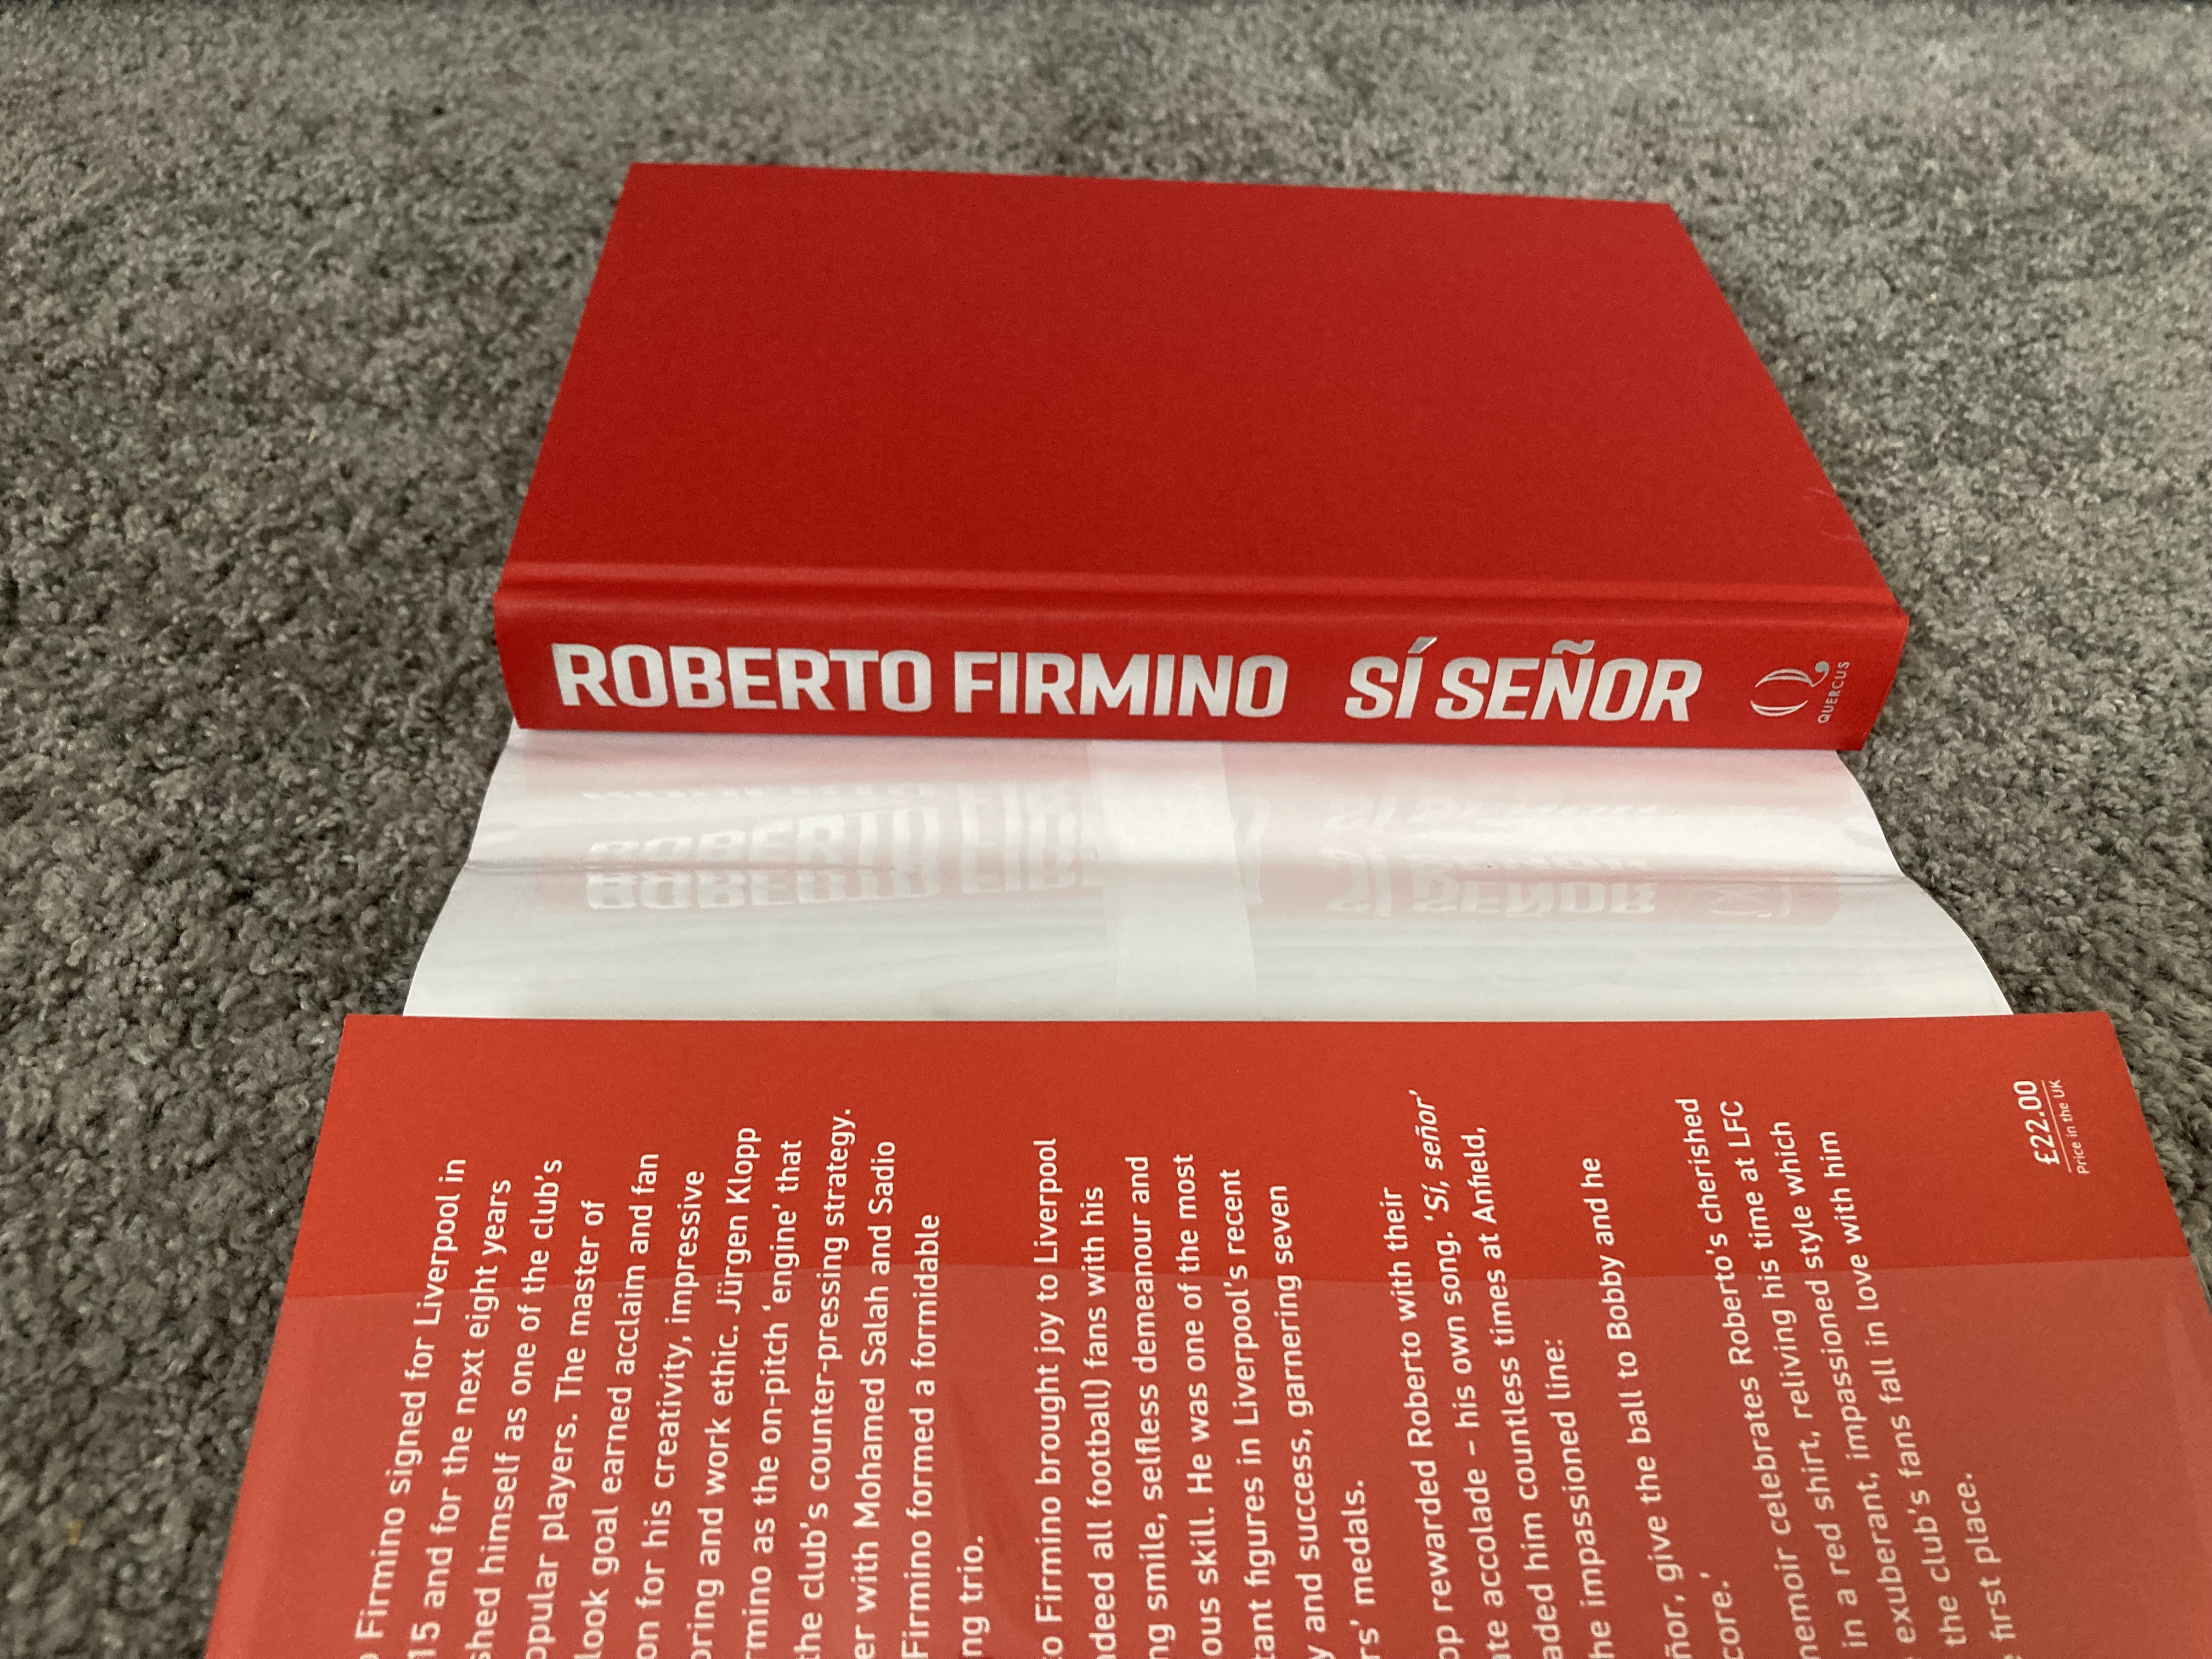 ROBERTO FIRMINO SÍ SEÑOR
QUERCUS
Firmino signed for Liverpool in
15 and for the next eight years
shed himself as one of the club's
opular players. The master of
look goal earned acclaim and fan
on for his creativity, impressive
oring and work ethic. Jürgen Klopp
rmino as the on-pitch 'engine' that
the club's counter-pressing strategy.
er with Mohamed Salah and Sadio
Firmino formed a formidable
ng trio.
o Firmino brought joy to Liverpool
ndeed all football) fans with his
ng smile, selfless demeanour and
ous skill. He was one of the most
tant figures in Liverpool's recent
y and success, garnering seven
rs' medals.
op rewarded Roberto with their
ate accolade – his own song. 'Sí, señor'
aded him countless times at Anfield,
he impassioned line:
ñor, give the ball to Bobby and he
core.'
nemoir celebrates Roberto's cherished
in a red shirt, reliving his time at LFC
exuberant, impassioned style which
the club's fans fall in love with him
first place.
£22.00
Price in the UK